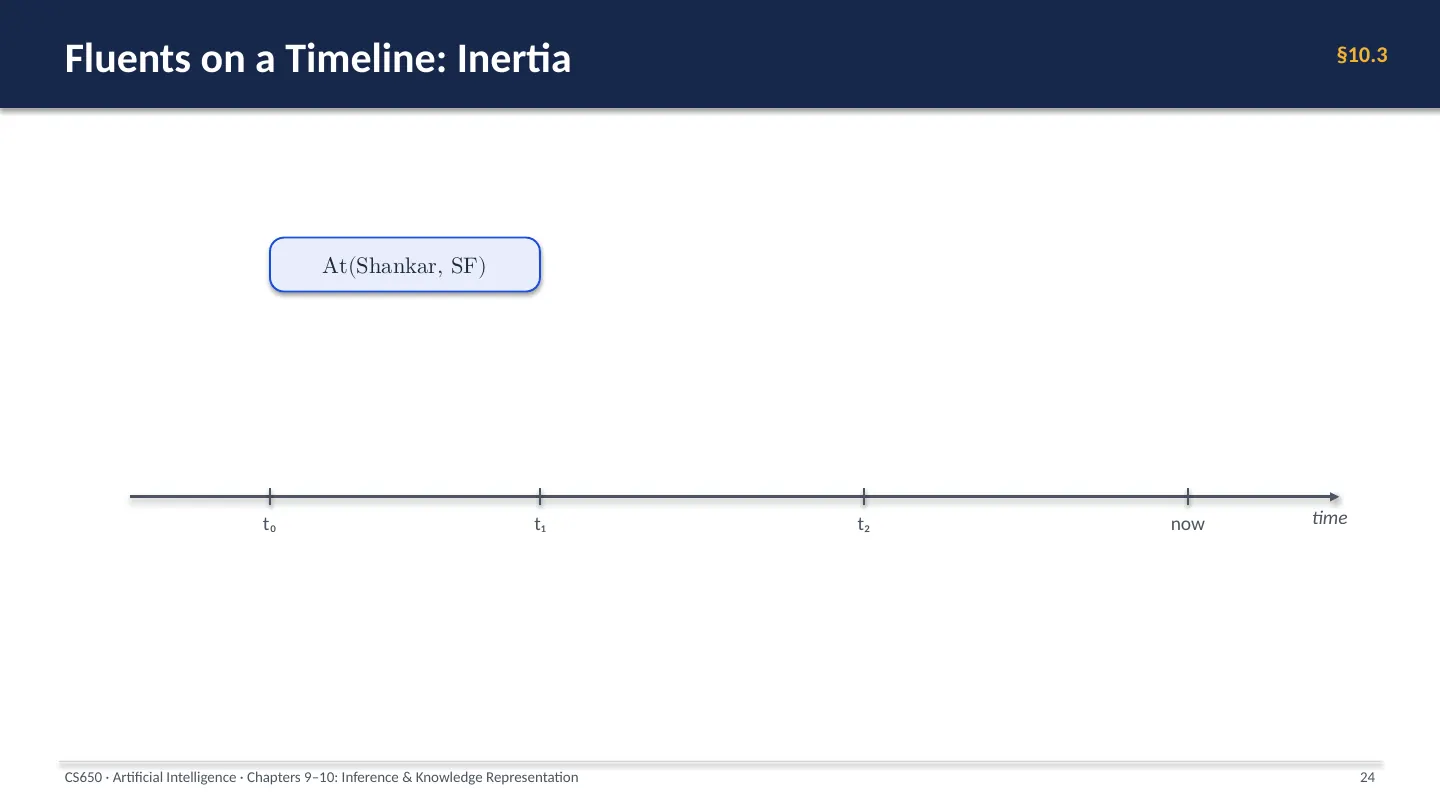 Fluents on a Timeline: Inertia
§10.3
At(Shankar, SF)
t₀ t₁ t₂ now time
CS650 · Artificial Intelligence · Chapters 9–10: Inference & Knowledge Representation
24